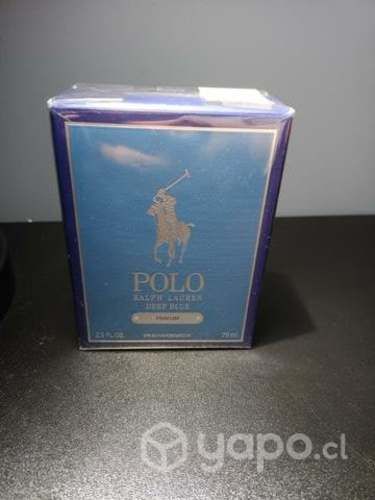 POLO
RALPH LAUREN
DEEP BLUE
PARFUM
2.5 FL.OZ. 75 ml
yapo.cl